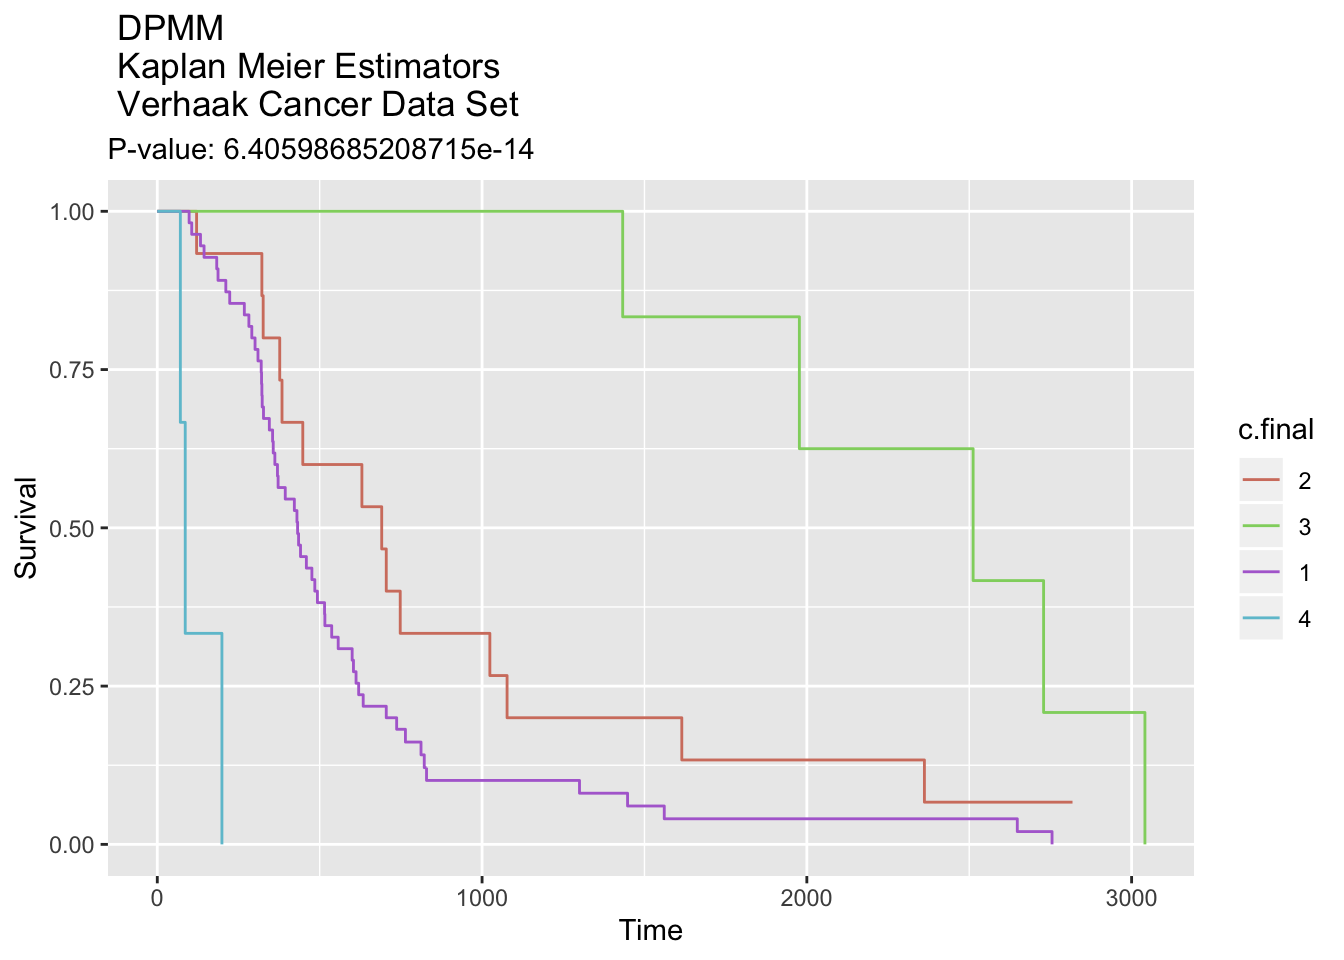 DPMM
Kaplan Meier Estimators
Verhaak Cancer Data Set
P-value: 6.40598685208715e-14
1.00
0.75
0.50
0.25
0.00
Survival
0 1000 2000 3000
Time
c.final
2
3
1
4